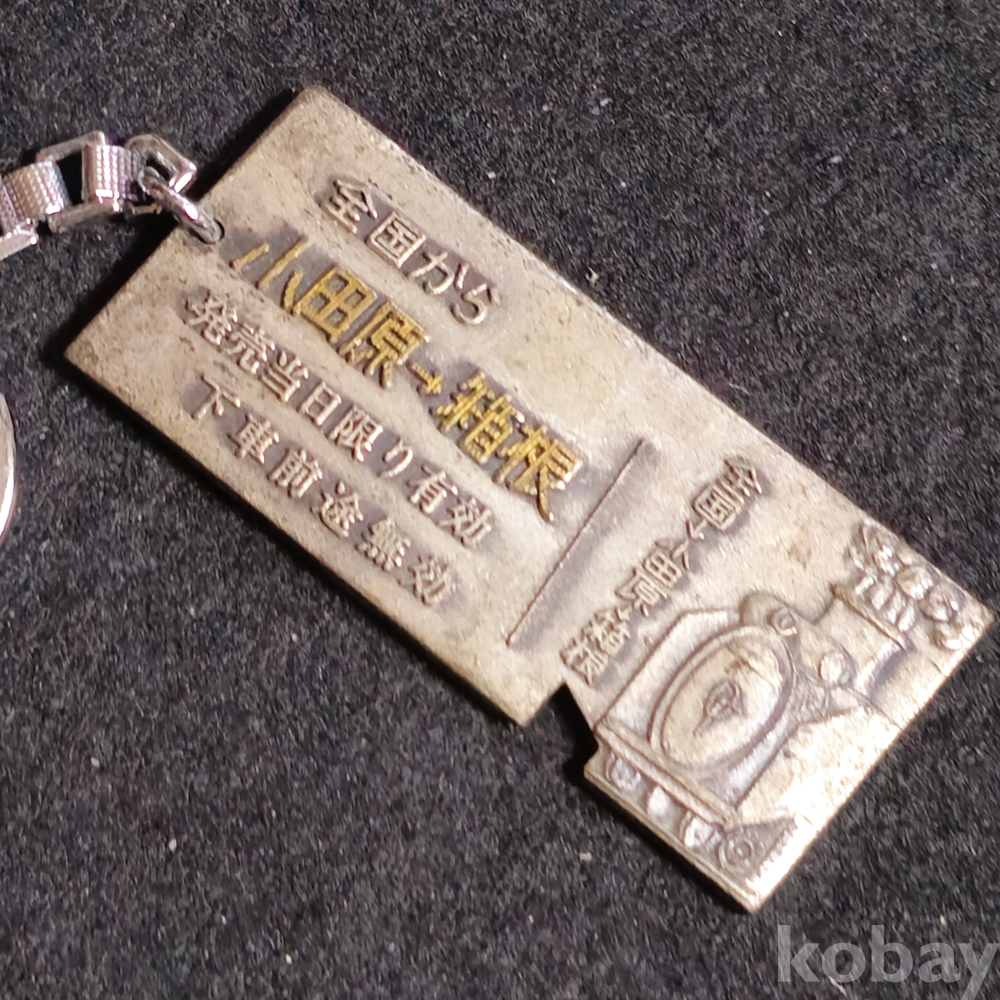 全国から
小田原→箱根
発売当日限り有効
下車前途無効
全国→小田原→箱根
kobay